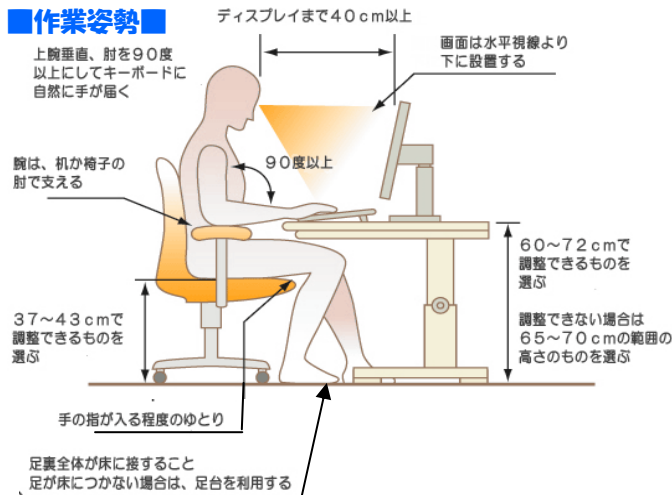 ■作業姿勢■
ディスプレイまで40cm以上
上腕垂直、肘を90度
以上にしてキーボードに
自然に手が届く
画面は水平視線より
下に設置する
90度以上
腕は、机か椅子の
肘で支える
60～72cmで
調整できるものを
選ぶ
37～43cmで
調整できるものを
選ぶ
調整できない場合は
65～70cmの範囲の
高さのものを選ぶ
手の指が入る程度のゆとり
足裏全体が床に接すること
足が床につかない場合は、足台を利用する